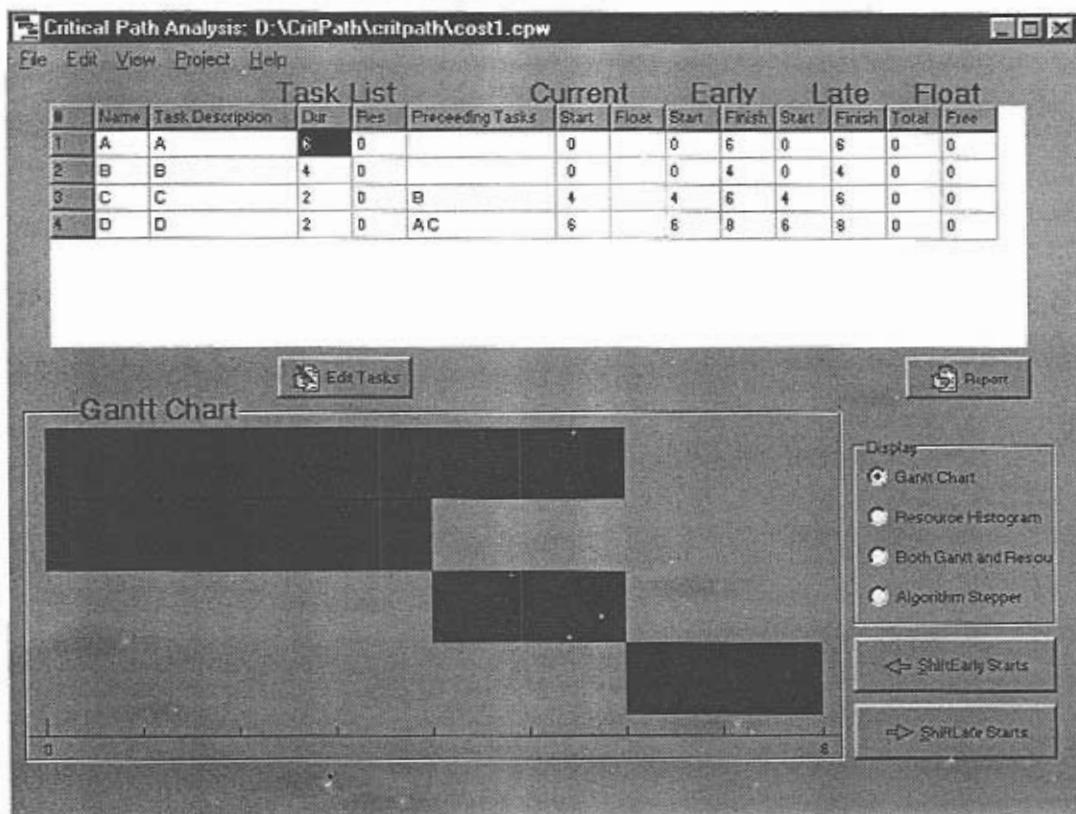 Critical Path Analysis: D:\CritPath\critpath\cost1.cpw
File Edit View Project Help
Task List Current Early Late Float
# Name Task Description Dur Res Preceeding Tasks Start Float Start Finish Start Finish Total Free
1 A A 6 0 0 0 6 0 6 0 0
2 B B 4 0 0 0 4 0 4 0 0
3 C C 2 0 B 4 4 6 4 6 0 0
4 D D 2 0 AC 6 6 8 6 8 0 0
Edit Tasks
Report
Gantt Chart
Display
Gantt Chart
Resource Histogram
Both Gantt and Resou
Algorithm Stepper
ShiftEarly Starts
ShiftLate Starts
0 8